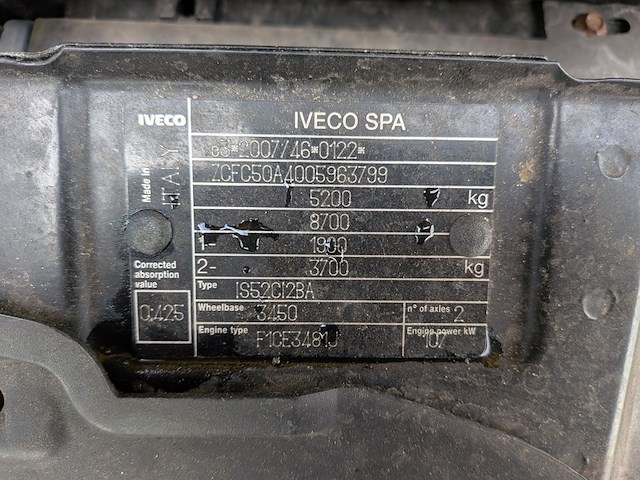 IVECO
IVECO SPA
e3*2007/46*0122*
ZCFC50A4005963799
5200 kg
8700
1- 1900
2- 3700 kg
Made in ITALY
Corrected absorption value
0.425
Type IS52CI2BA
Wheelbase 3450
n° of axles 2
Engine type F1CE3481J
Engine power kW 107